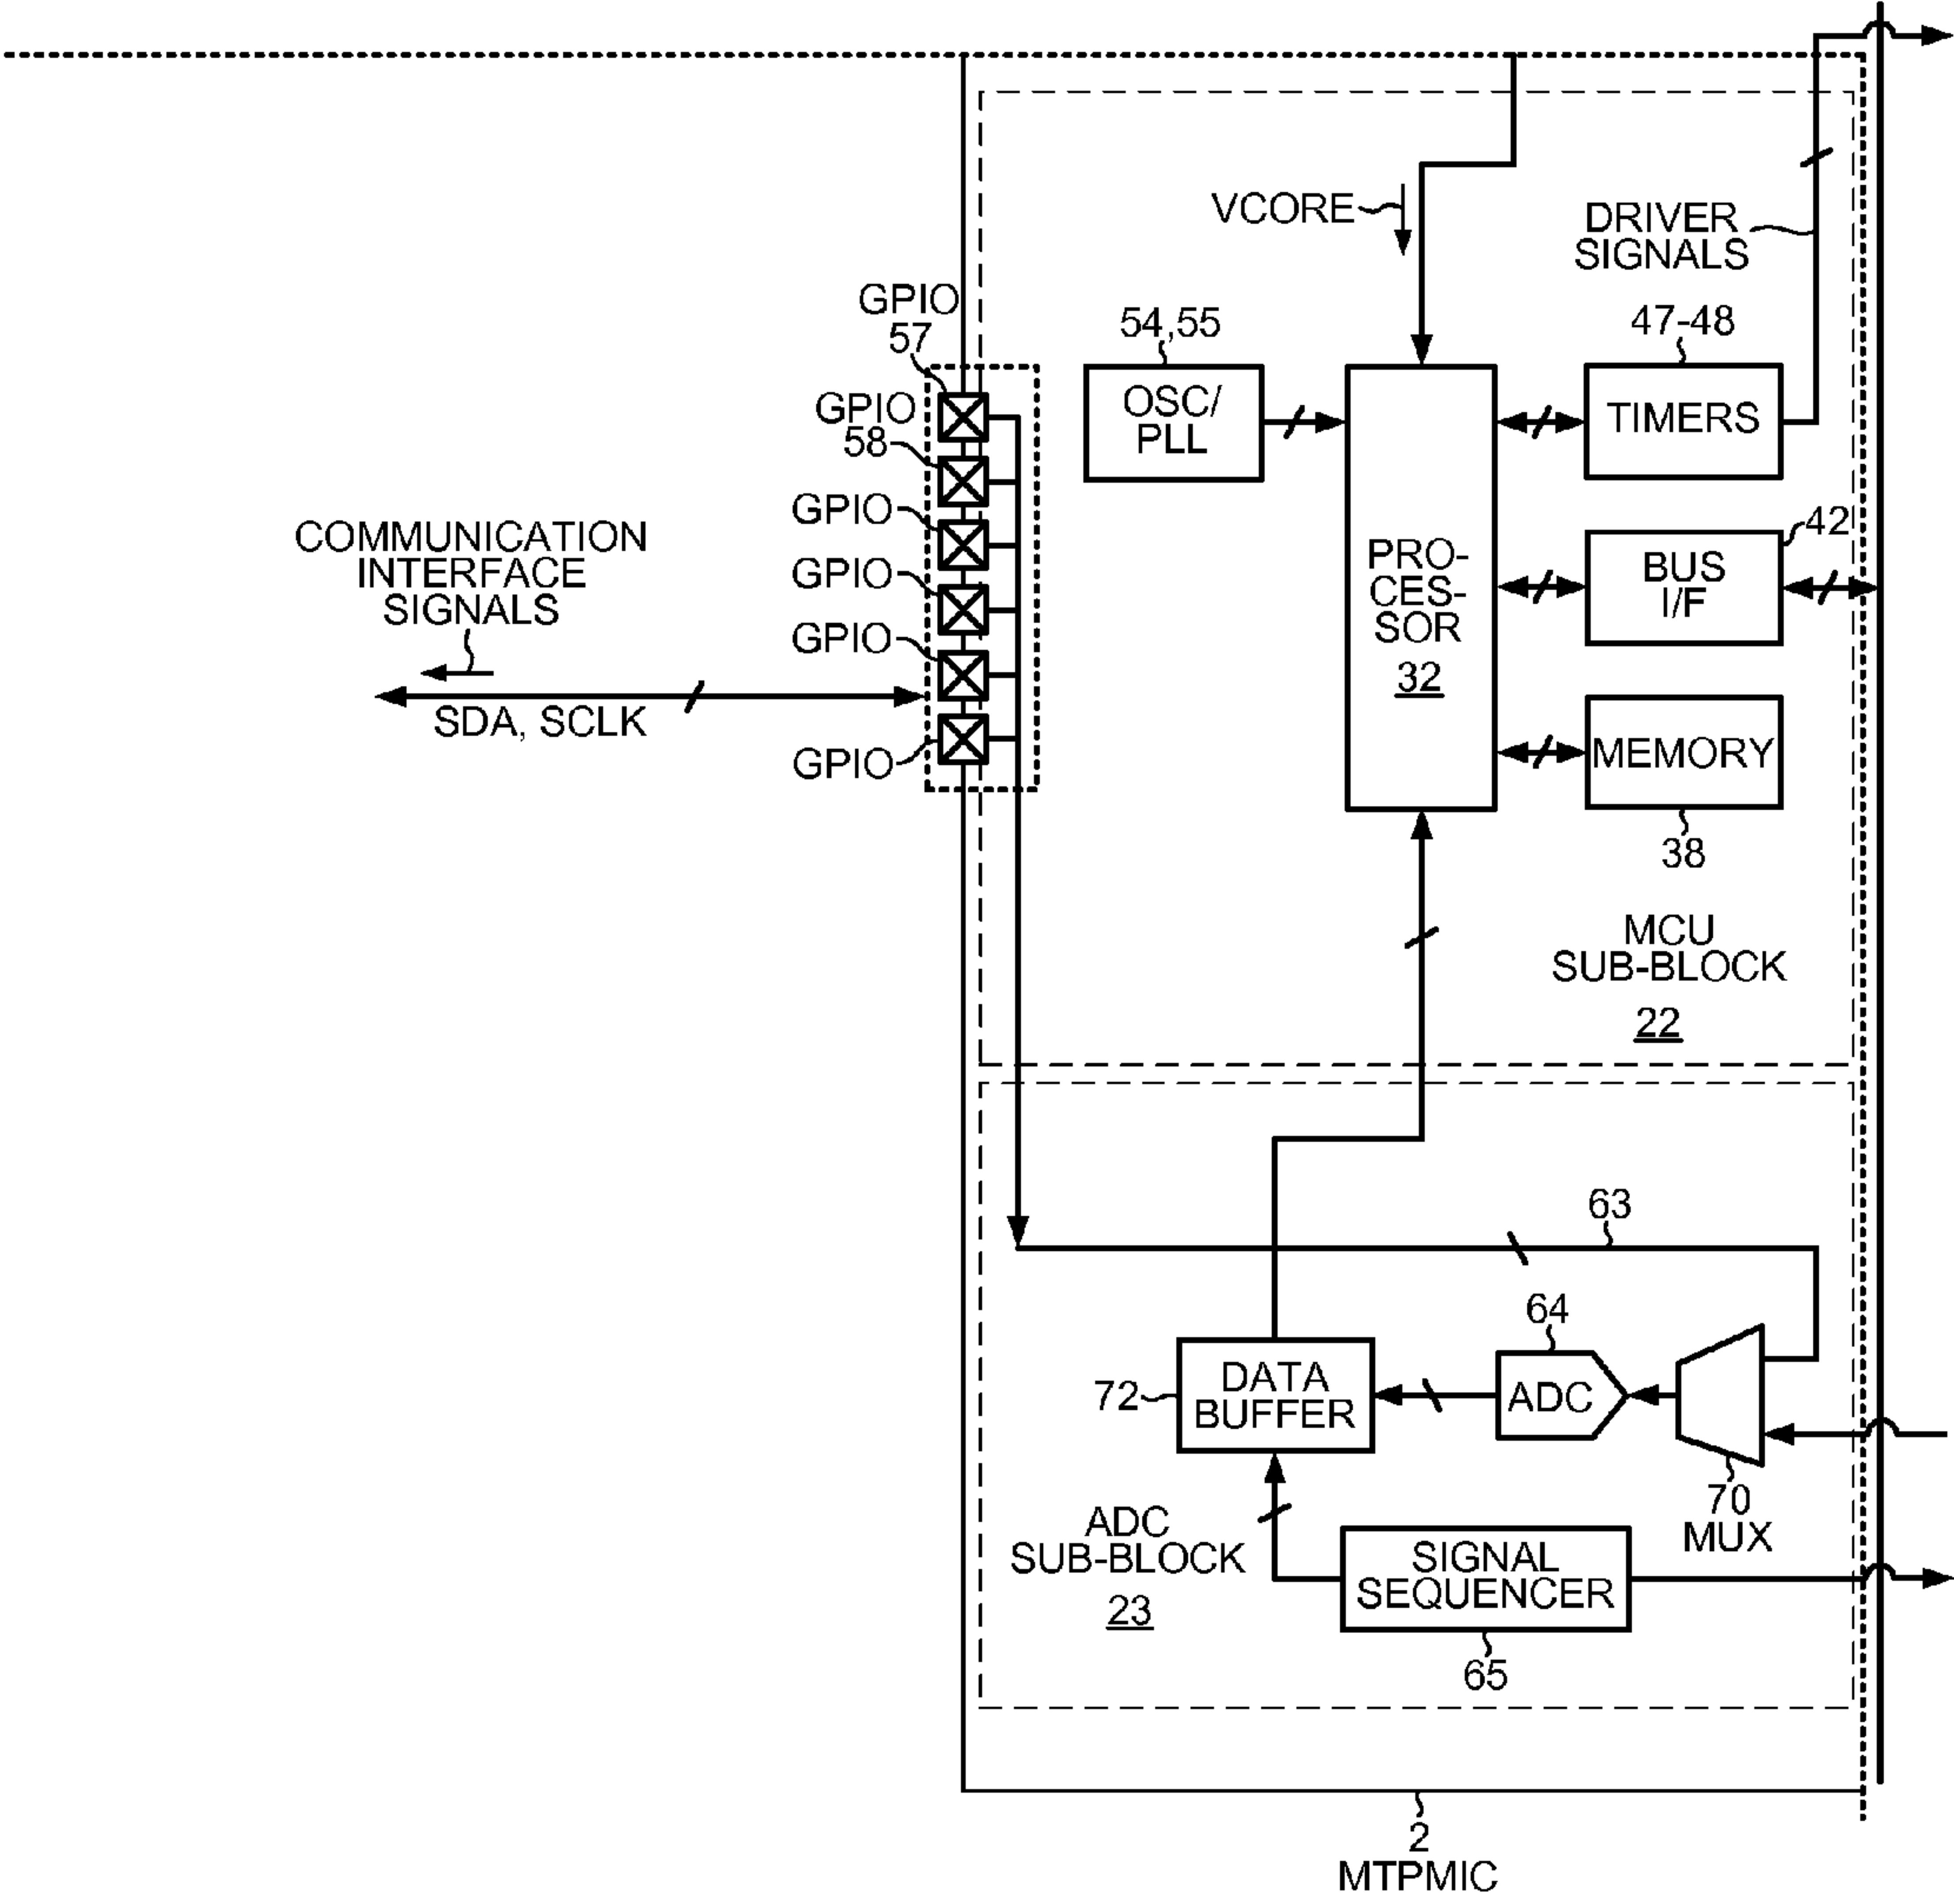 VCORE
DRIVER
SIGNALS
GPIO
57
54,55
47-48
OSC/
PLL
TIMERS
GPIO
58
GPIO
42
COMMUNICATION
INTERFACE
SIGNALS
PRO-
CES-
SOR
32
BUS
I/F
GPIO
GPIO
SDA, SCLK
MEMORY
GPIO
38
MCU
SUB-BLOCK
22
63
64
DATA
BUFFER
72
ADC
70
MUX
ADC
SUB-BLOCK
23
SIGNAL
SEQUENCER
65
2
MTPMIC